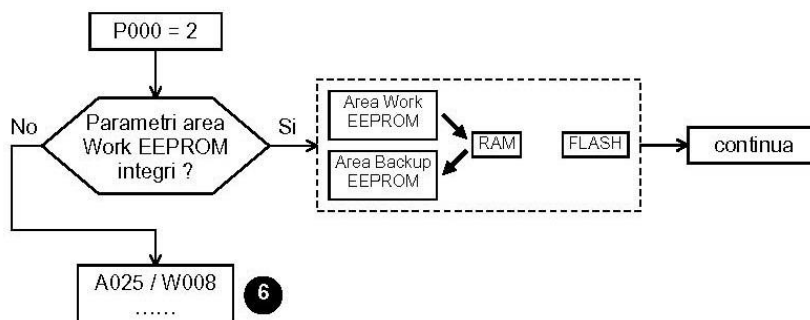 P000 = 2
No
Parametri area
Work EEPROM
integri ?
Si
Area Work
EEPROM
Area Backup
EEPROM
RAM
FLASH
continua
A025 / W008
......
6